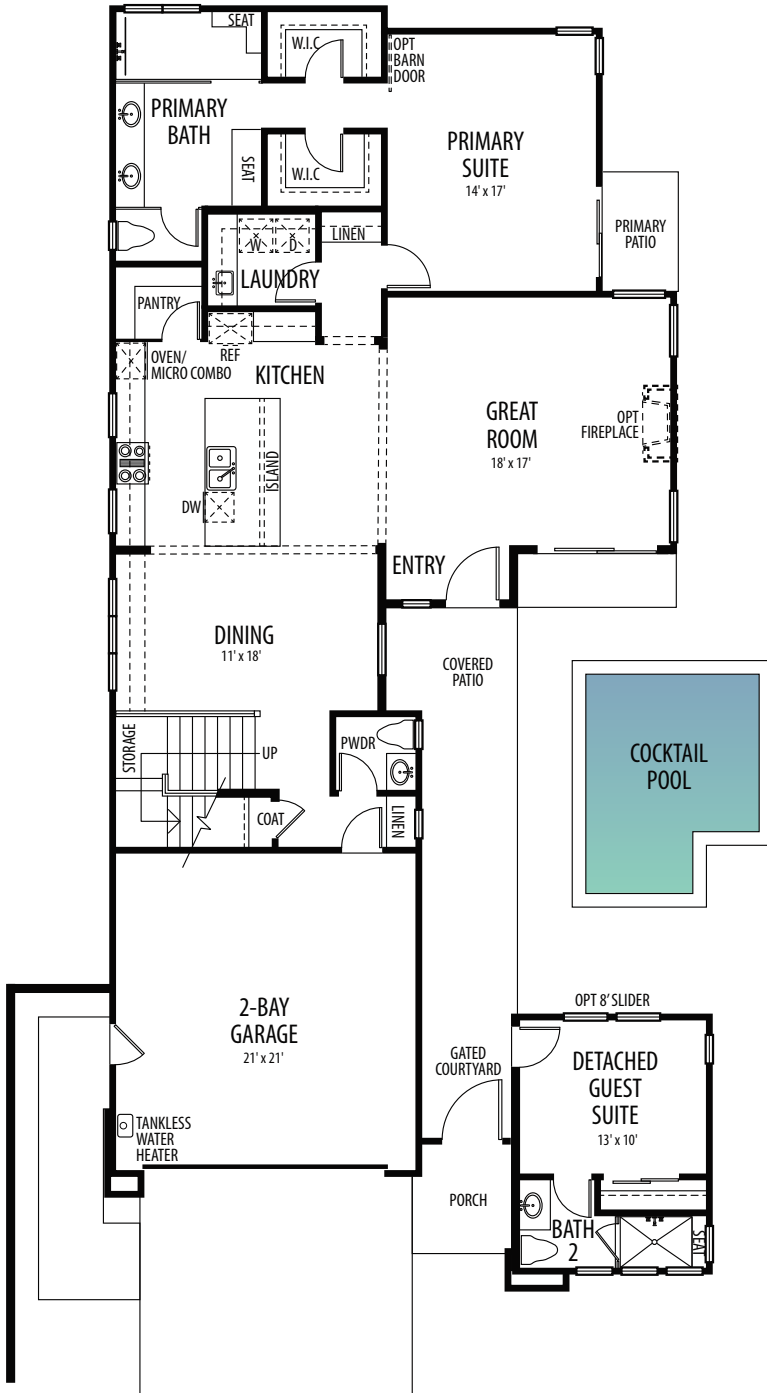 SEAT
W.I.C
OPT
BARN
DOOR
PRIMARY
BATH
PRIMARY
SUITE
14' x 17'
SEAT
W.I.C
PRIMARY
PATIO
LINEN
W
D
LAUNDRY
PANTRY
REF
OVEN/
MICRO COMBO
KITCHEN
GREAT
ROOM
18' x 17'
OPT
FIREPLACE
ISLAND
DW
ENTRY
DINING
11' x 18'
COVERED
PATIO
STORAGE
UP
PWDR
COCKTAIL
POOL
COAT
LINEN
2-BAY
GARAGE
21' x 21'
OPT 8' SLIDER
GATED
COURTYARD
DETACHED
GUEST
SUITE
13' x 10'
TANKLESS
WATER
HEATER
PORCH
BATH
2
SEAT